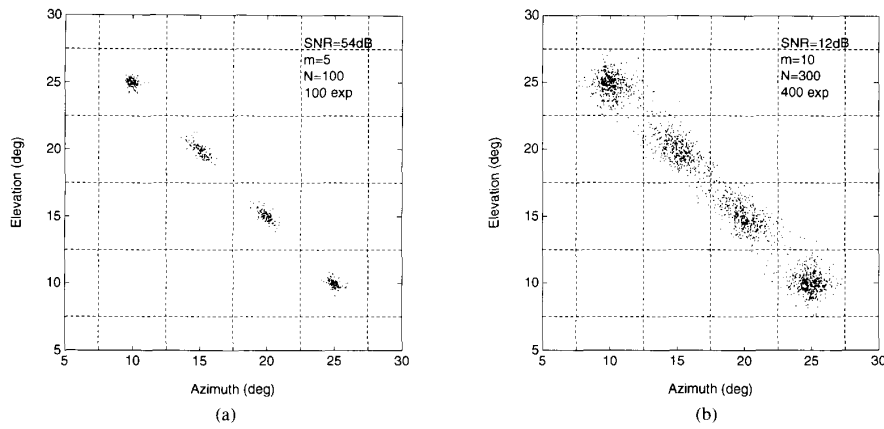 30
25
20
15
10
5
Elevation (deg)
SNR=54dB
m=5
N=100
100 exp
5 10 15 20 25 30
Azimuth (deg)
(a)
30
25
20
15
10
5
Elevation (deg)
SNR=12dB
m=10
N=300
400 exp
5 10 15 20 25 30
Azimuth (deg)
(b)